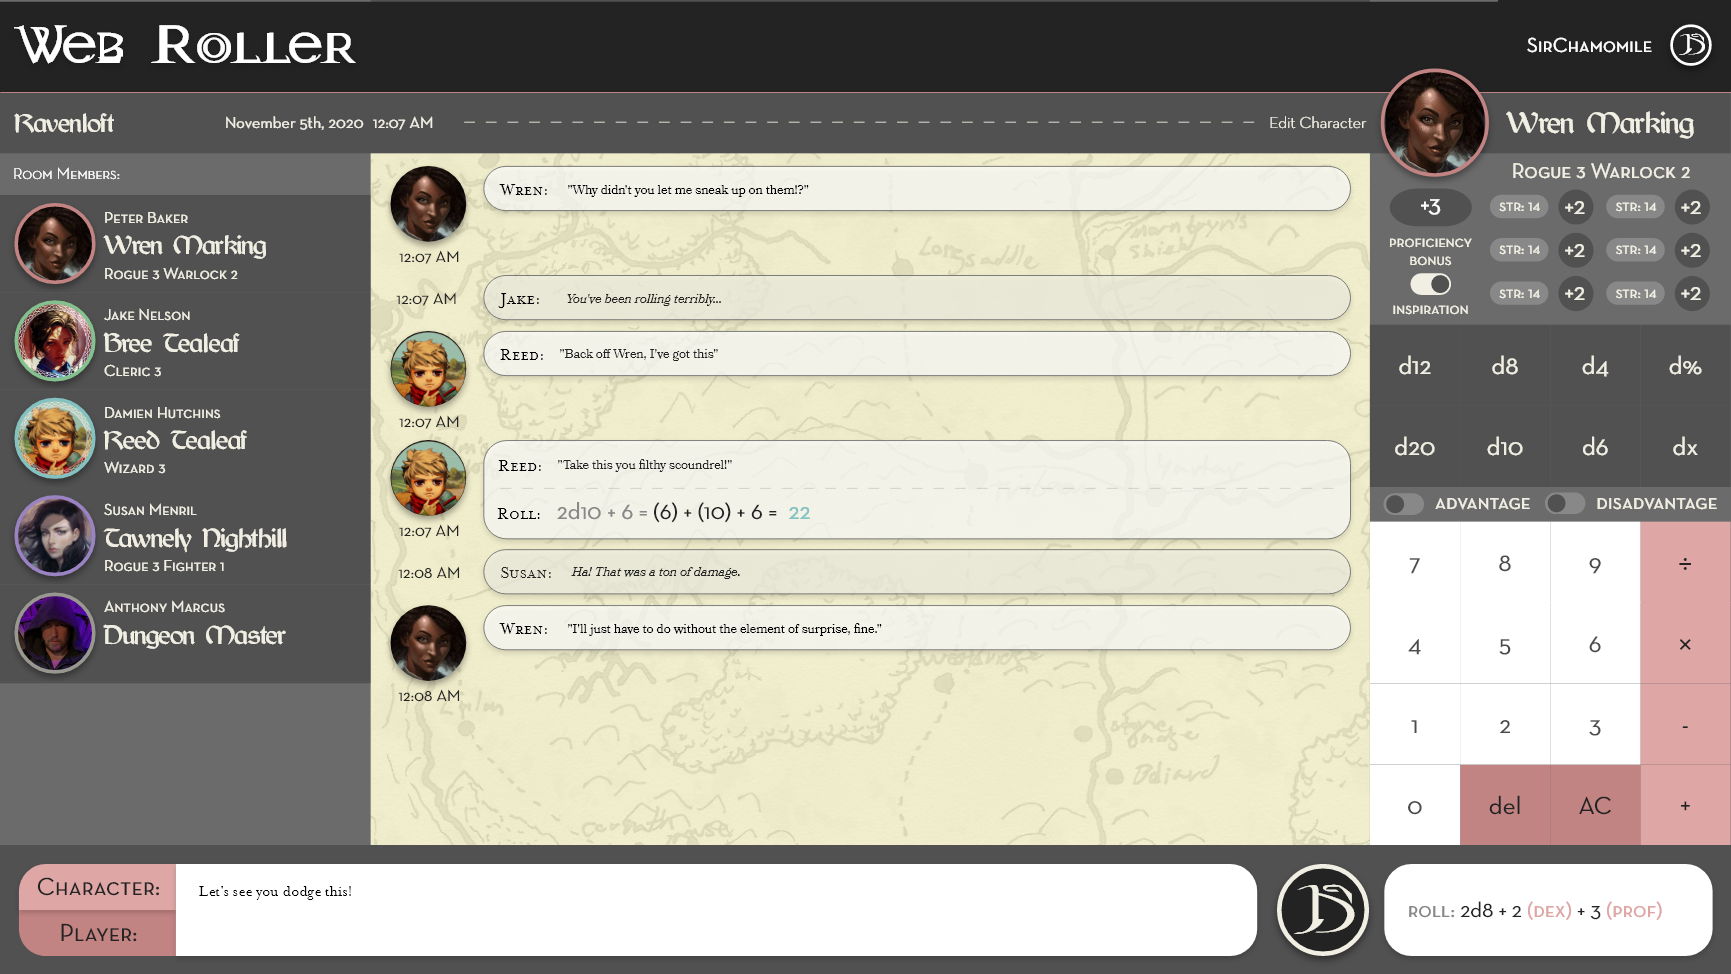 Web Roller
SirChamomile
Ravenloft
November 5th, 2020 12:07 AM
Edit Character
Wren Marking
Room Members:
Peter Baker
Wren Marking
Rogue 3 Warlock 2
Jake Nelson
Bree Tealeaf
Cleric 3
Damien Hutchins
Reed Tealeaf
Wizard 3
Susan Menril
Tawnely Nighthill
Rogue 3 Fighter 1
Anthony Marcus
Dungeon Master
Wren: "Why didn't you let me sneak up on them!?"
12:07 AM
12:07 AM Jake: You've been rolling terribly...
Reed: "Back off Wren, I've got this"
12:07 AM
Reed: "Take this you filthy scoundrel!"
Roll: 2d10 + 6 = (6) + (10) + 6 = 22
12:07 AM
12:08 AM Susan: Ha! That was a ton of damage.
Wren: "I'll just have to do without the element of surprise, fine."
12:08 AM
Longsaddle
Rogue 3 Warlock 2
+3
PROFICIENCY
BONUS
INSPIRATION
STR: 14 +2 STR: 14 +2
STR: 14 +2 STR: 14 +2
STR: 14 +2 STR: 14 +2
d12 d8 d4 d%
d20 d10 d6 dx
ADVANTAGE DISADVANTAGE
7 8 9 ÷
4 5 6 ×
1 2 3 -
0 del AC +
Character:
Player:
Let's see you dodge this!
ROLL: 2d8 + 2 (DEX) + 3 (PROF)